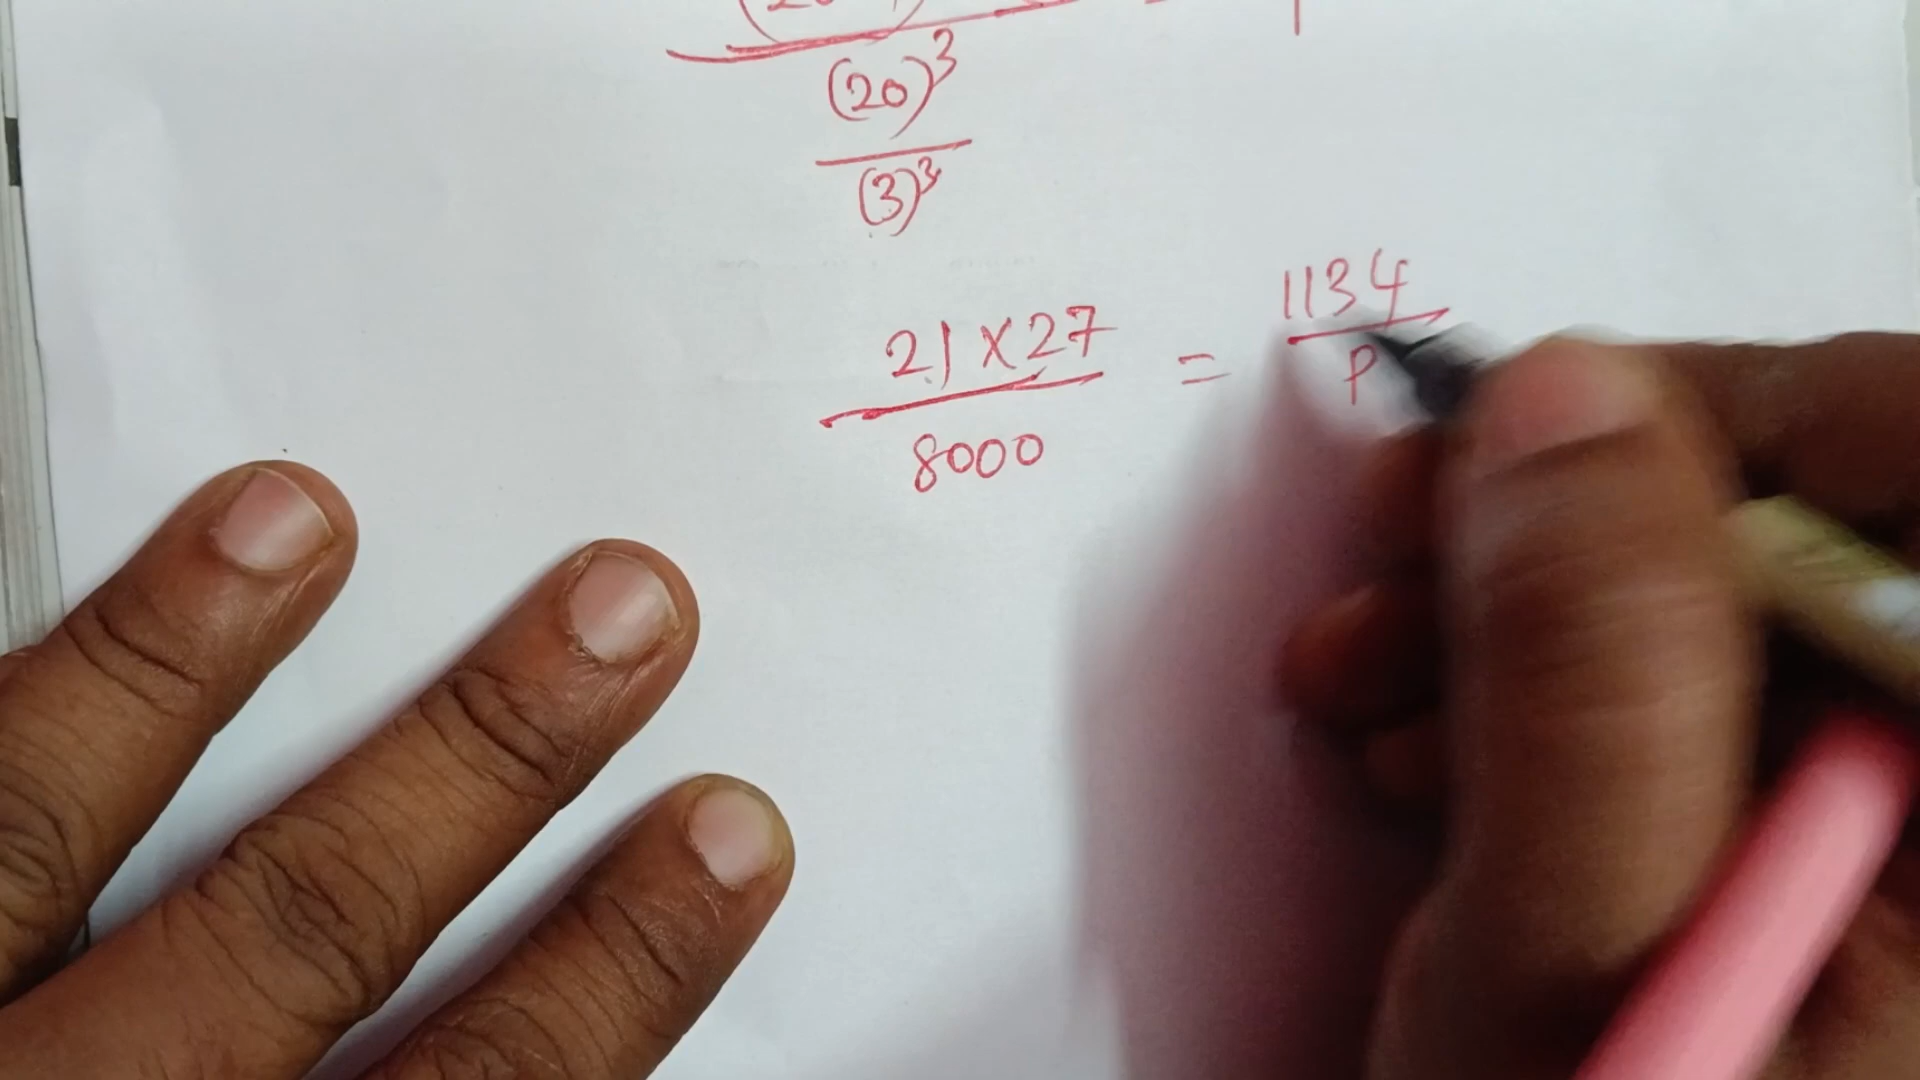 (20)³
(3)³
21 × 27 = 1134
8000 P